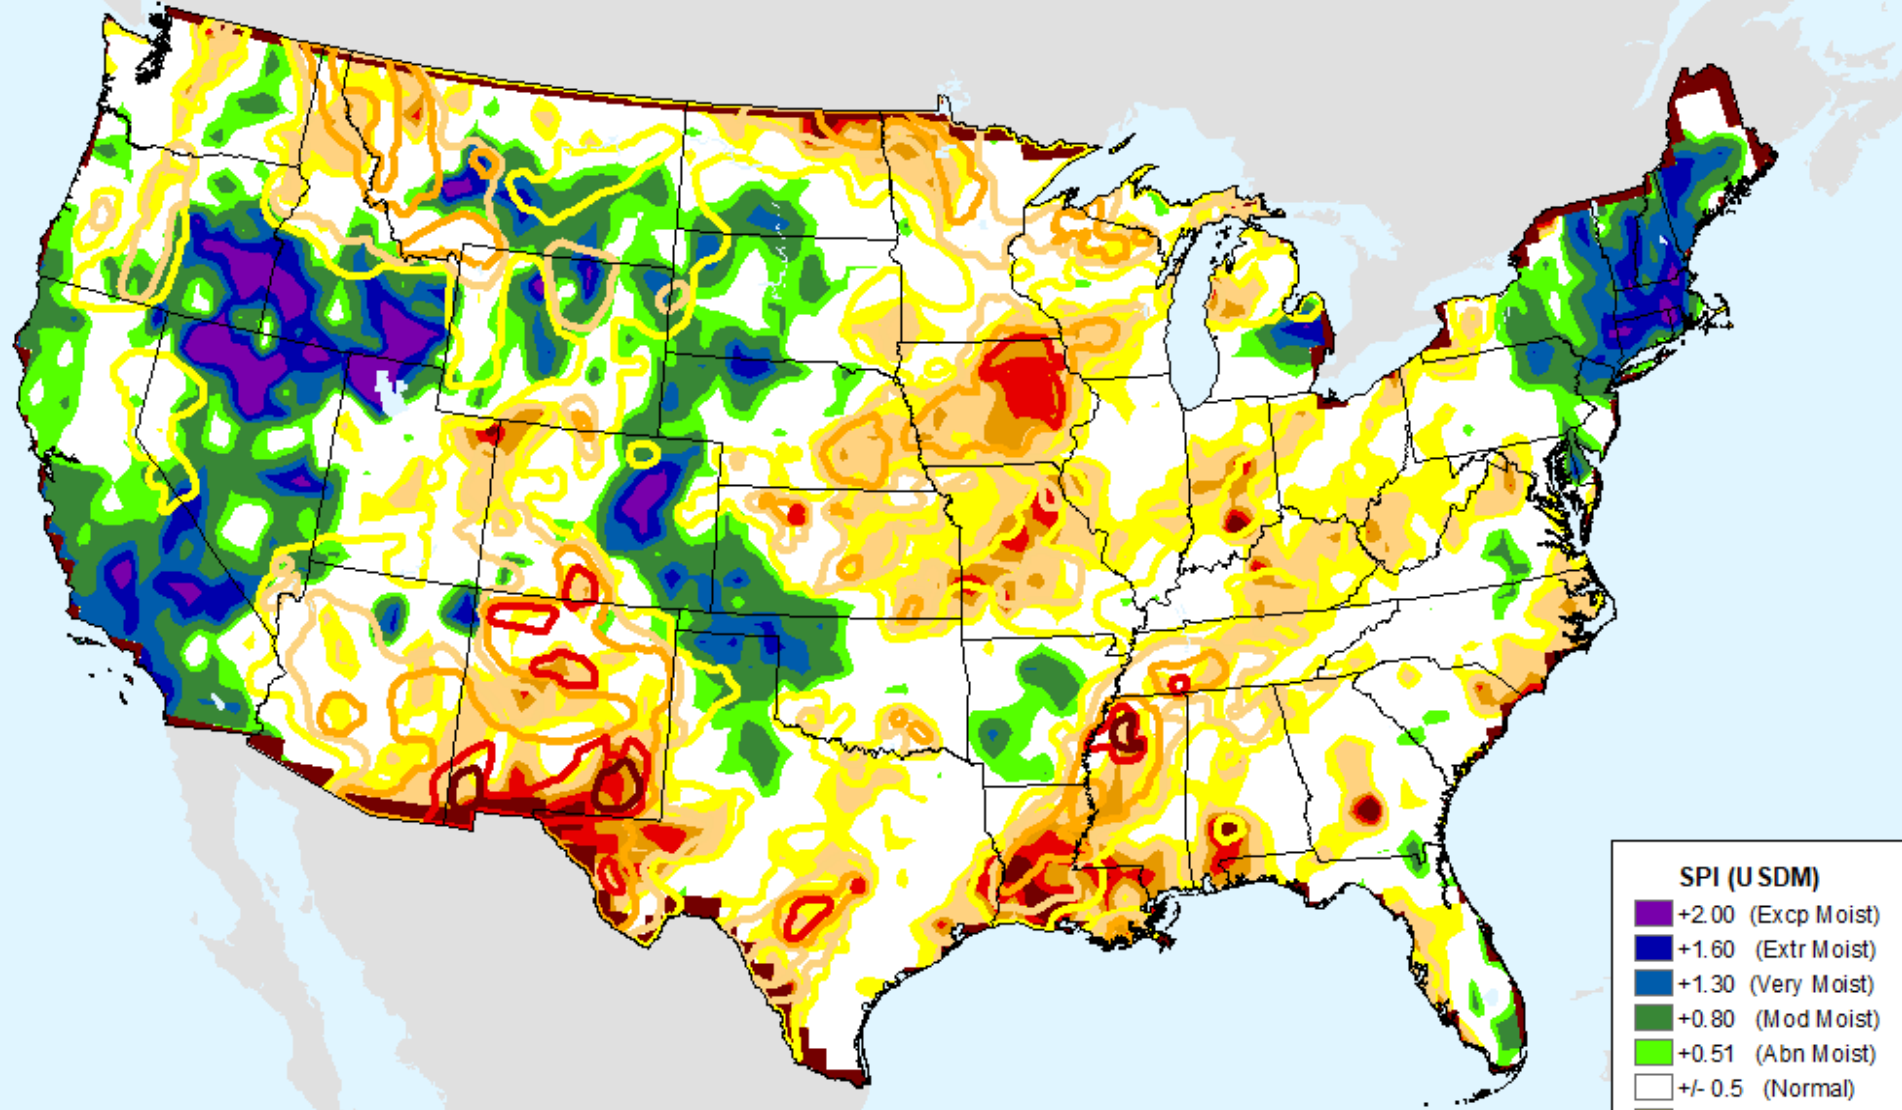 SPI (USDM)
+2.00 (Excp Moist)
+1.60 (Extr Moist)
+1.30 (Very Moist)
+0.80 (Mod Moist)
+0.51 (Abn Moist)
+/- 0.5 (Normal)